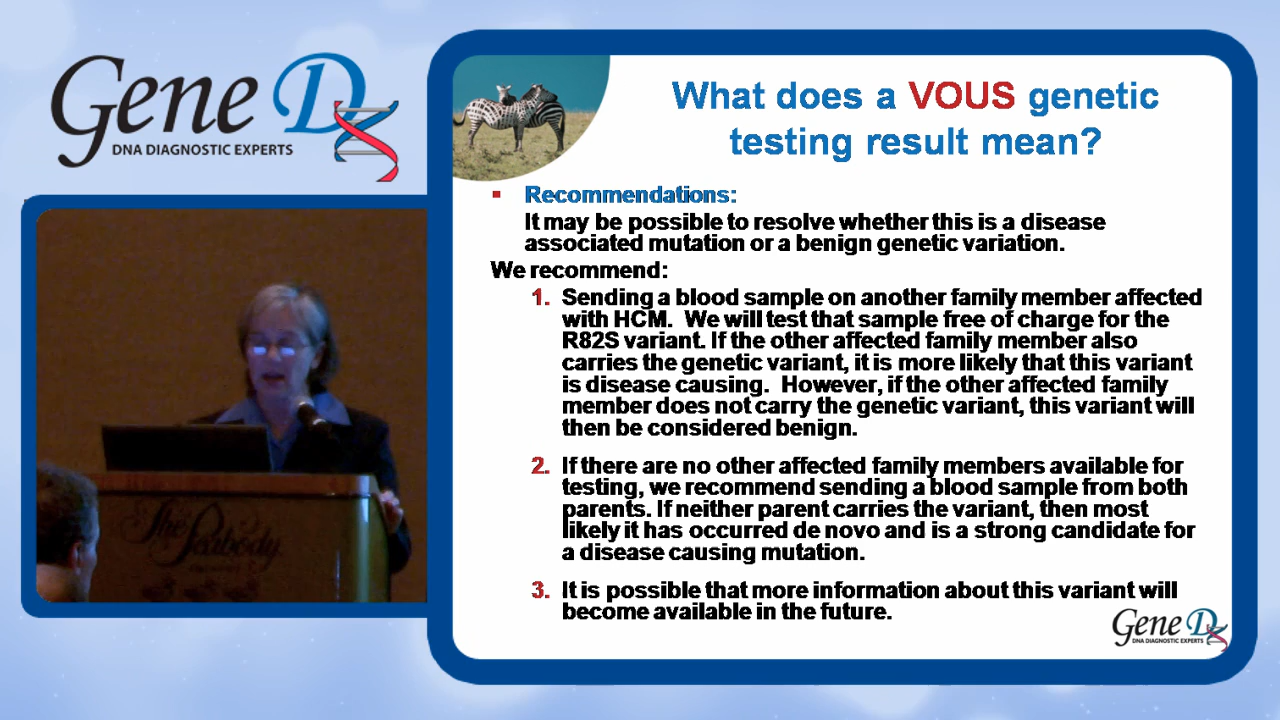 Gene Dx
DNA DIAGNOSTIC EXPERTS
What does a VOUS genetic
testing result mean?
Recommendations:
It may be possible to resolve whether this is a disease
associated mutation or a benign genetic variation.
We recommend:
1. Sending a blood sample on another family member affected
with HCM. We will test that sample free of charge for the
R82S variant. If the other affected family member also
carries the genetic variant, it is more likely that this variant
is disease causing. However, if the other affected family
member does not carry the genetic variant, this variant will
then be considered benign.
2. If there are no other affected family members available for
testing, we recommend sending a blood sample from both
parents. If neither parent carries the variant, then most
likely it has occurred de novo and is a strong candidate for
a disease causing mutation.
3. It is possible that more information about this variant will
become available in the future.
Gene Dx
DNA DIAGNOSTIC EXPERTS
The
Peabody